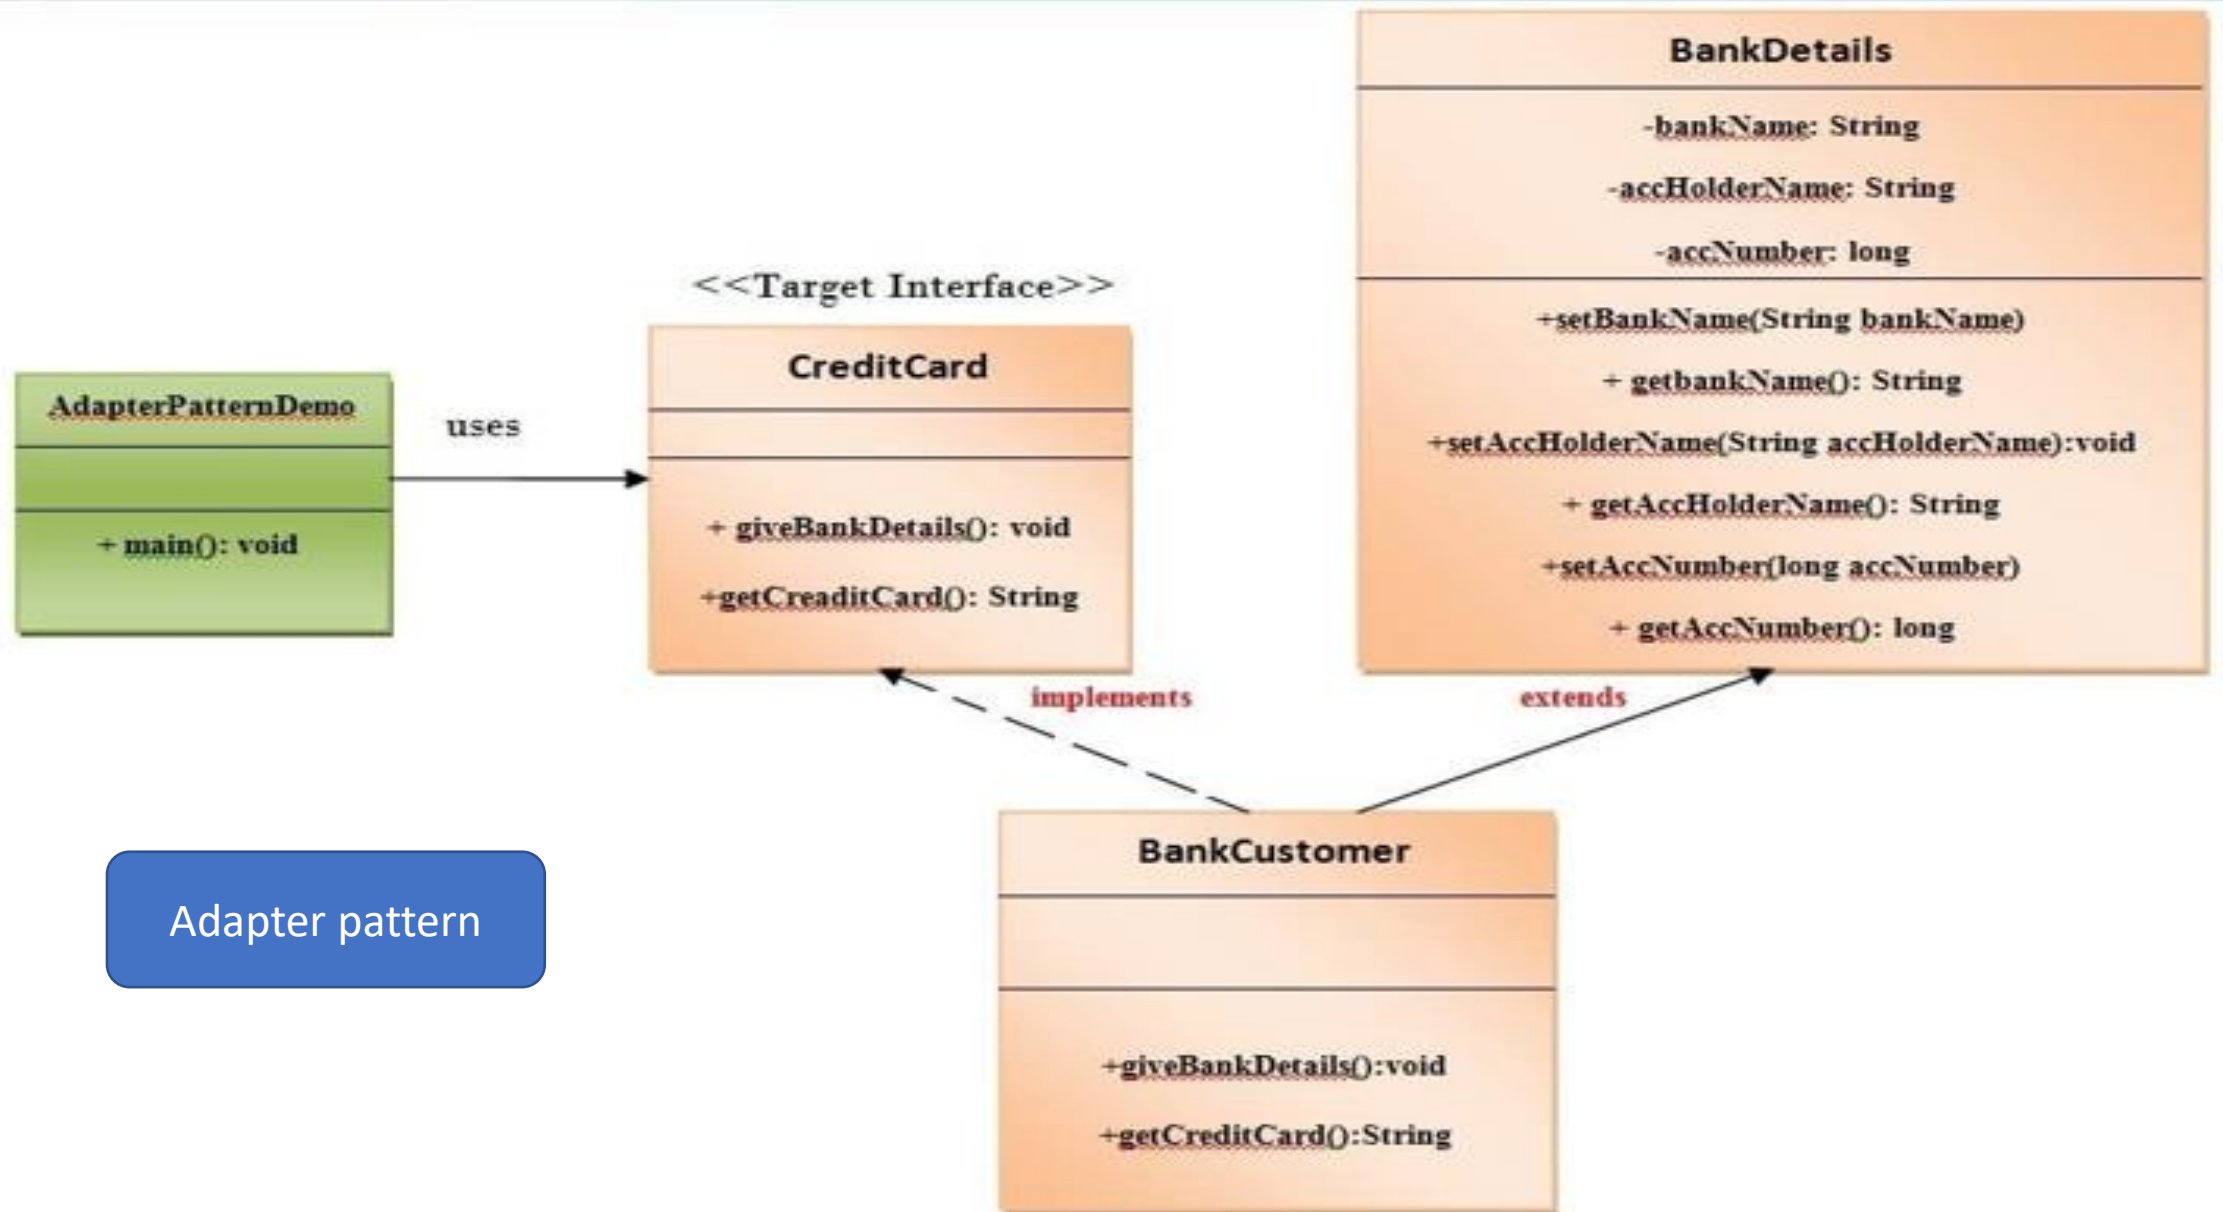 AdapterPatternDemo
+ main(): void
uses
<<Target Interface>>
CreditCard
+ giveBankDetails(): void
+getCreaditCard(): String
BankDetails
-bankName: String
-accHolderName: String
-accNumber: long
+setBankName(String bankName)
+ getbankName(): String
+setAccHolderName(String accHolderName):void
+ getAccHolderName(): String
+setAccNumber(long accNumber)
+ getAccNumber(): long
implements
extends
BankCustomer
+giveBankDetails():void
+getCreditCard():String
Adapter pattern